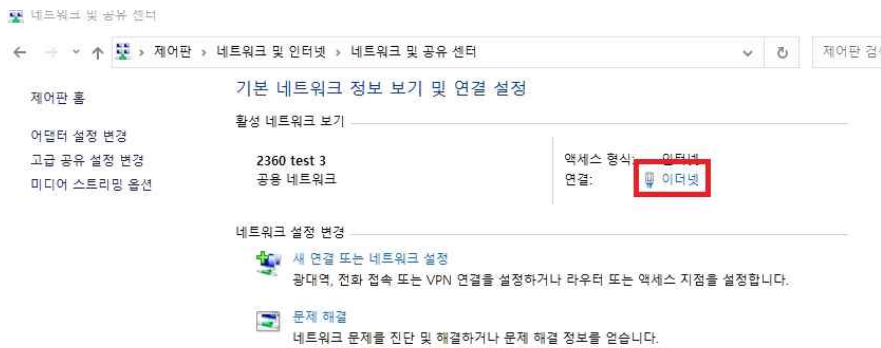 네트워크 및 공유 센터
제어판 › 네트워크 및 인터넷 › 네트워크 및 공유 센터
제어판 검
제어판 홈
어댑터 설정 변경
고급 공유 설정 변경
미디어 스트리밍 옵션
기본 네트워크 정보 보기 및 연결 설정
활성 네트워크 보기
2360 test 3
공용 네트워크
액세스 형식: 인터넷
연결: 이더넷
네트워크 설정 변경
새 연결 또는 네트워크 설정
광대역, 전화 접속 또는 VPN 연결을 설정하거나 라우터 또는 액세스 지점을 설정합니다.
문제 해결
네트워크 문제를 진단 및 해결하거나 문제 해결 정보를 얻습니다.